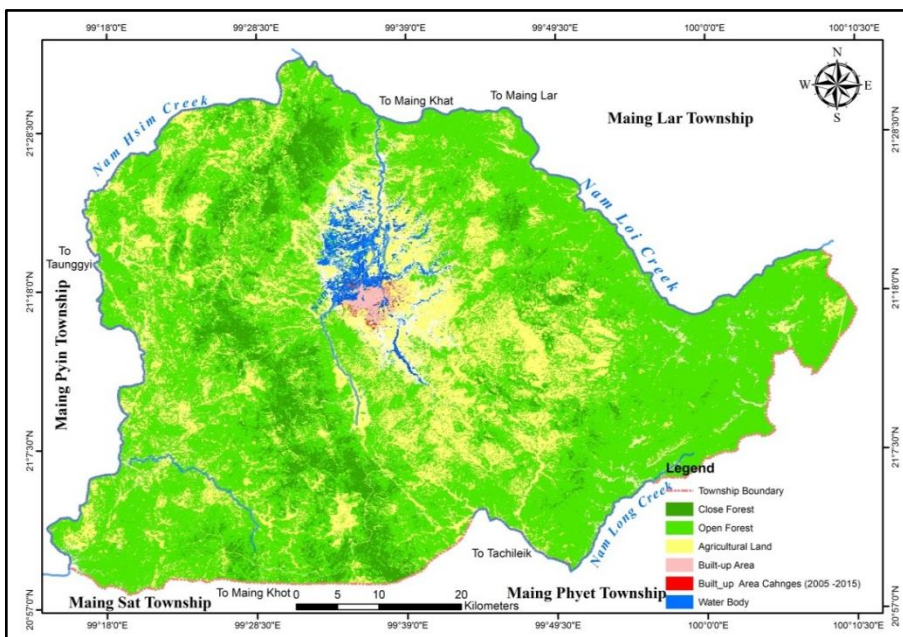 99°18'0"E 99°28'30"E 99°39'0"E 99°49'30"E 100°0'0"E 100°10'30"E
N
W E
S
To Maing Khat
To Maing Lar
Maing Lar Township
21°28'30"N
21°28'30"N
Nam Hsim Creek
Nam Loi Creek
To
Taunggyi
21°18'0"N
21°18'0"N
Maing Pyin Township
21°7'30"N
21°7'30"N
Legend
Township Boundary
Close Forest
Open Forest
Agricultural Land
Built-up Area
Built_up Area Cahnges (2005 -2015)
Water Body
Nam Long Creek
To Tachileik
Maing Phyet Township
To Maing Khot
Maing Sat Township
0 5 10 20
Kilometers
20°57'0"N
20°57'0"N
99°18'0"E 99°28'30"E 99°39'0"E 99°49'30"E 100°0'0"E 100°10'30"E